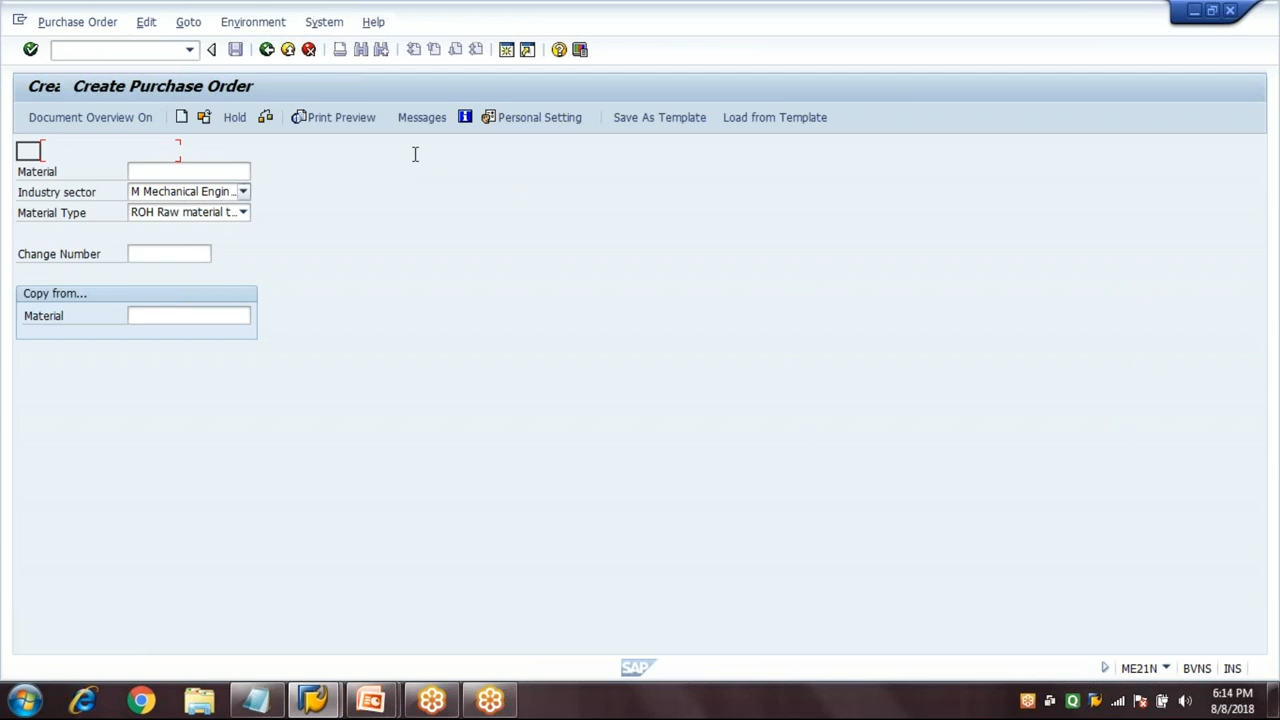 Purchase Order Edit Goto Environment System Help
Crea Create Purchase Order
Document Overview On Hold Print Preview Messages Personal Setting Save As Template Load from Template
Material
Industry sector M Mechanical Engin...
Material Type ROH Raw material t...
Change Number
Copy from...
Material
SAP ME21N BVNS INS
6:14 PM
8/8/2018